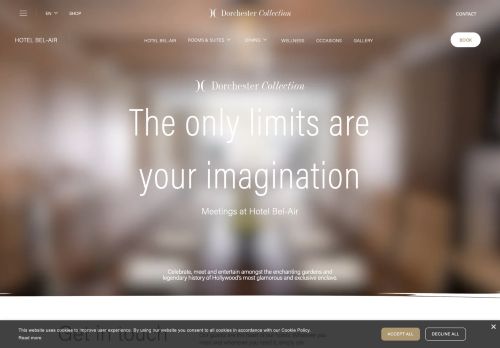 EN
SHOP
Dorchester Collection
CONTACT
HOTEL BEL-AIR
HOTEL BEL AIR
ROOMS & SUITES
DINING
WELLNESS
OCCASIONS
GALLERY
BOOK
Dorchester Collection
The only limits are
your imagination
Meetings at Hotel Bel-Air
Celebrate, meet and entertain amongst the enchanting gardens and
legendary history of Hollywood's most glamorous and exclusive enclave.
Get in touch
This website uses cookies to improve user experience. By using our website you consent to all cookies in accordance with our Cookie Policy.
Read more
ACCEPT ALL
DECLINE ALL